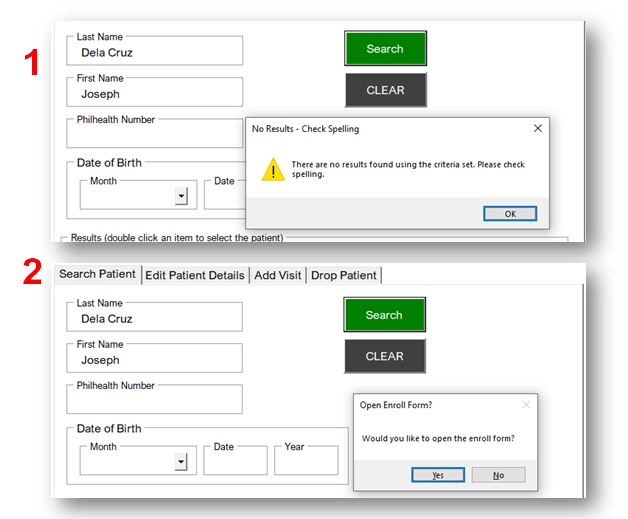 1
Last Name
Dela Cruz
Search
First Name
Joseph
CLEAR
Philhealth Number
No Results - Check Spelling
There are no results found using the criteria set. Please check
spelling.
OK
Date of Birth
Month
Date
Results (double click an item to select the patient)
2
Search Patient Edit Patient Details Add Visit Drop Patient
Last Name
Dela Cruz
Search
First Name
Joseph
CLEAR
Philhealth Number
Open Enroll Form?
Would you like to open the enroll form?
Yes No
Date of Birth
Month Date Year